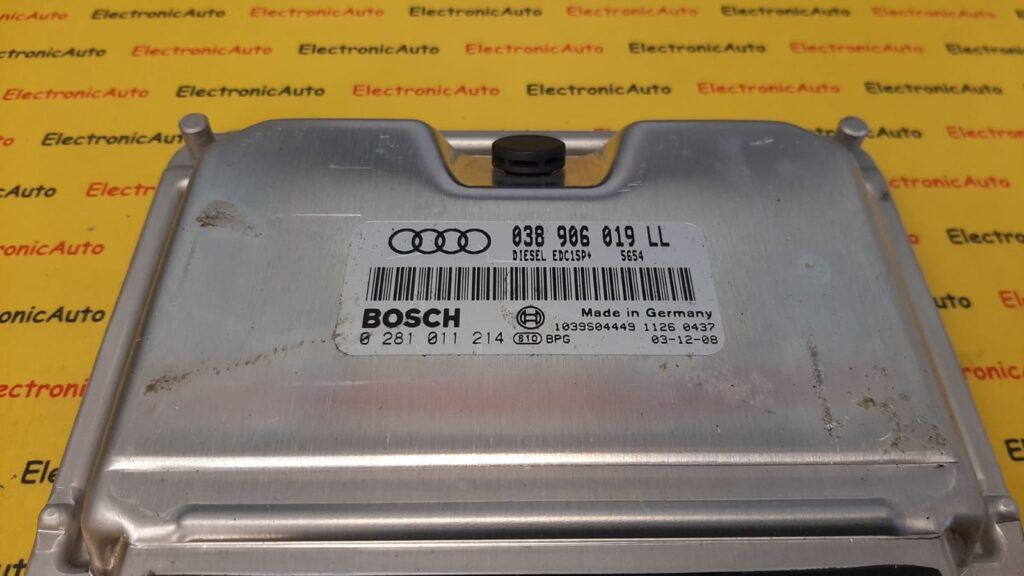 ElectronicAuto ElectronicAuto ElectronicAuto ElectronicAuto ElectronicAuto
ElectronicAuto ElectronicAuto ElectronicAuto ElectronicAuto ElectronicAuto
ElectronicAuto ElectronicAuto ElectronicAuto ElectronicAuto ElectronicAuto ElectronicAuto
038 906 019 LL
DIESEL EDC15P+ 5654
BOSCH
Made in Germany
1039S04449 1126 0437
0 281 011 214 810 BPG 03-12-08